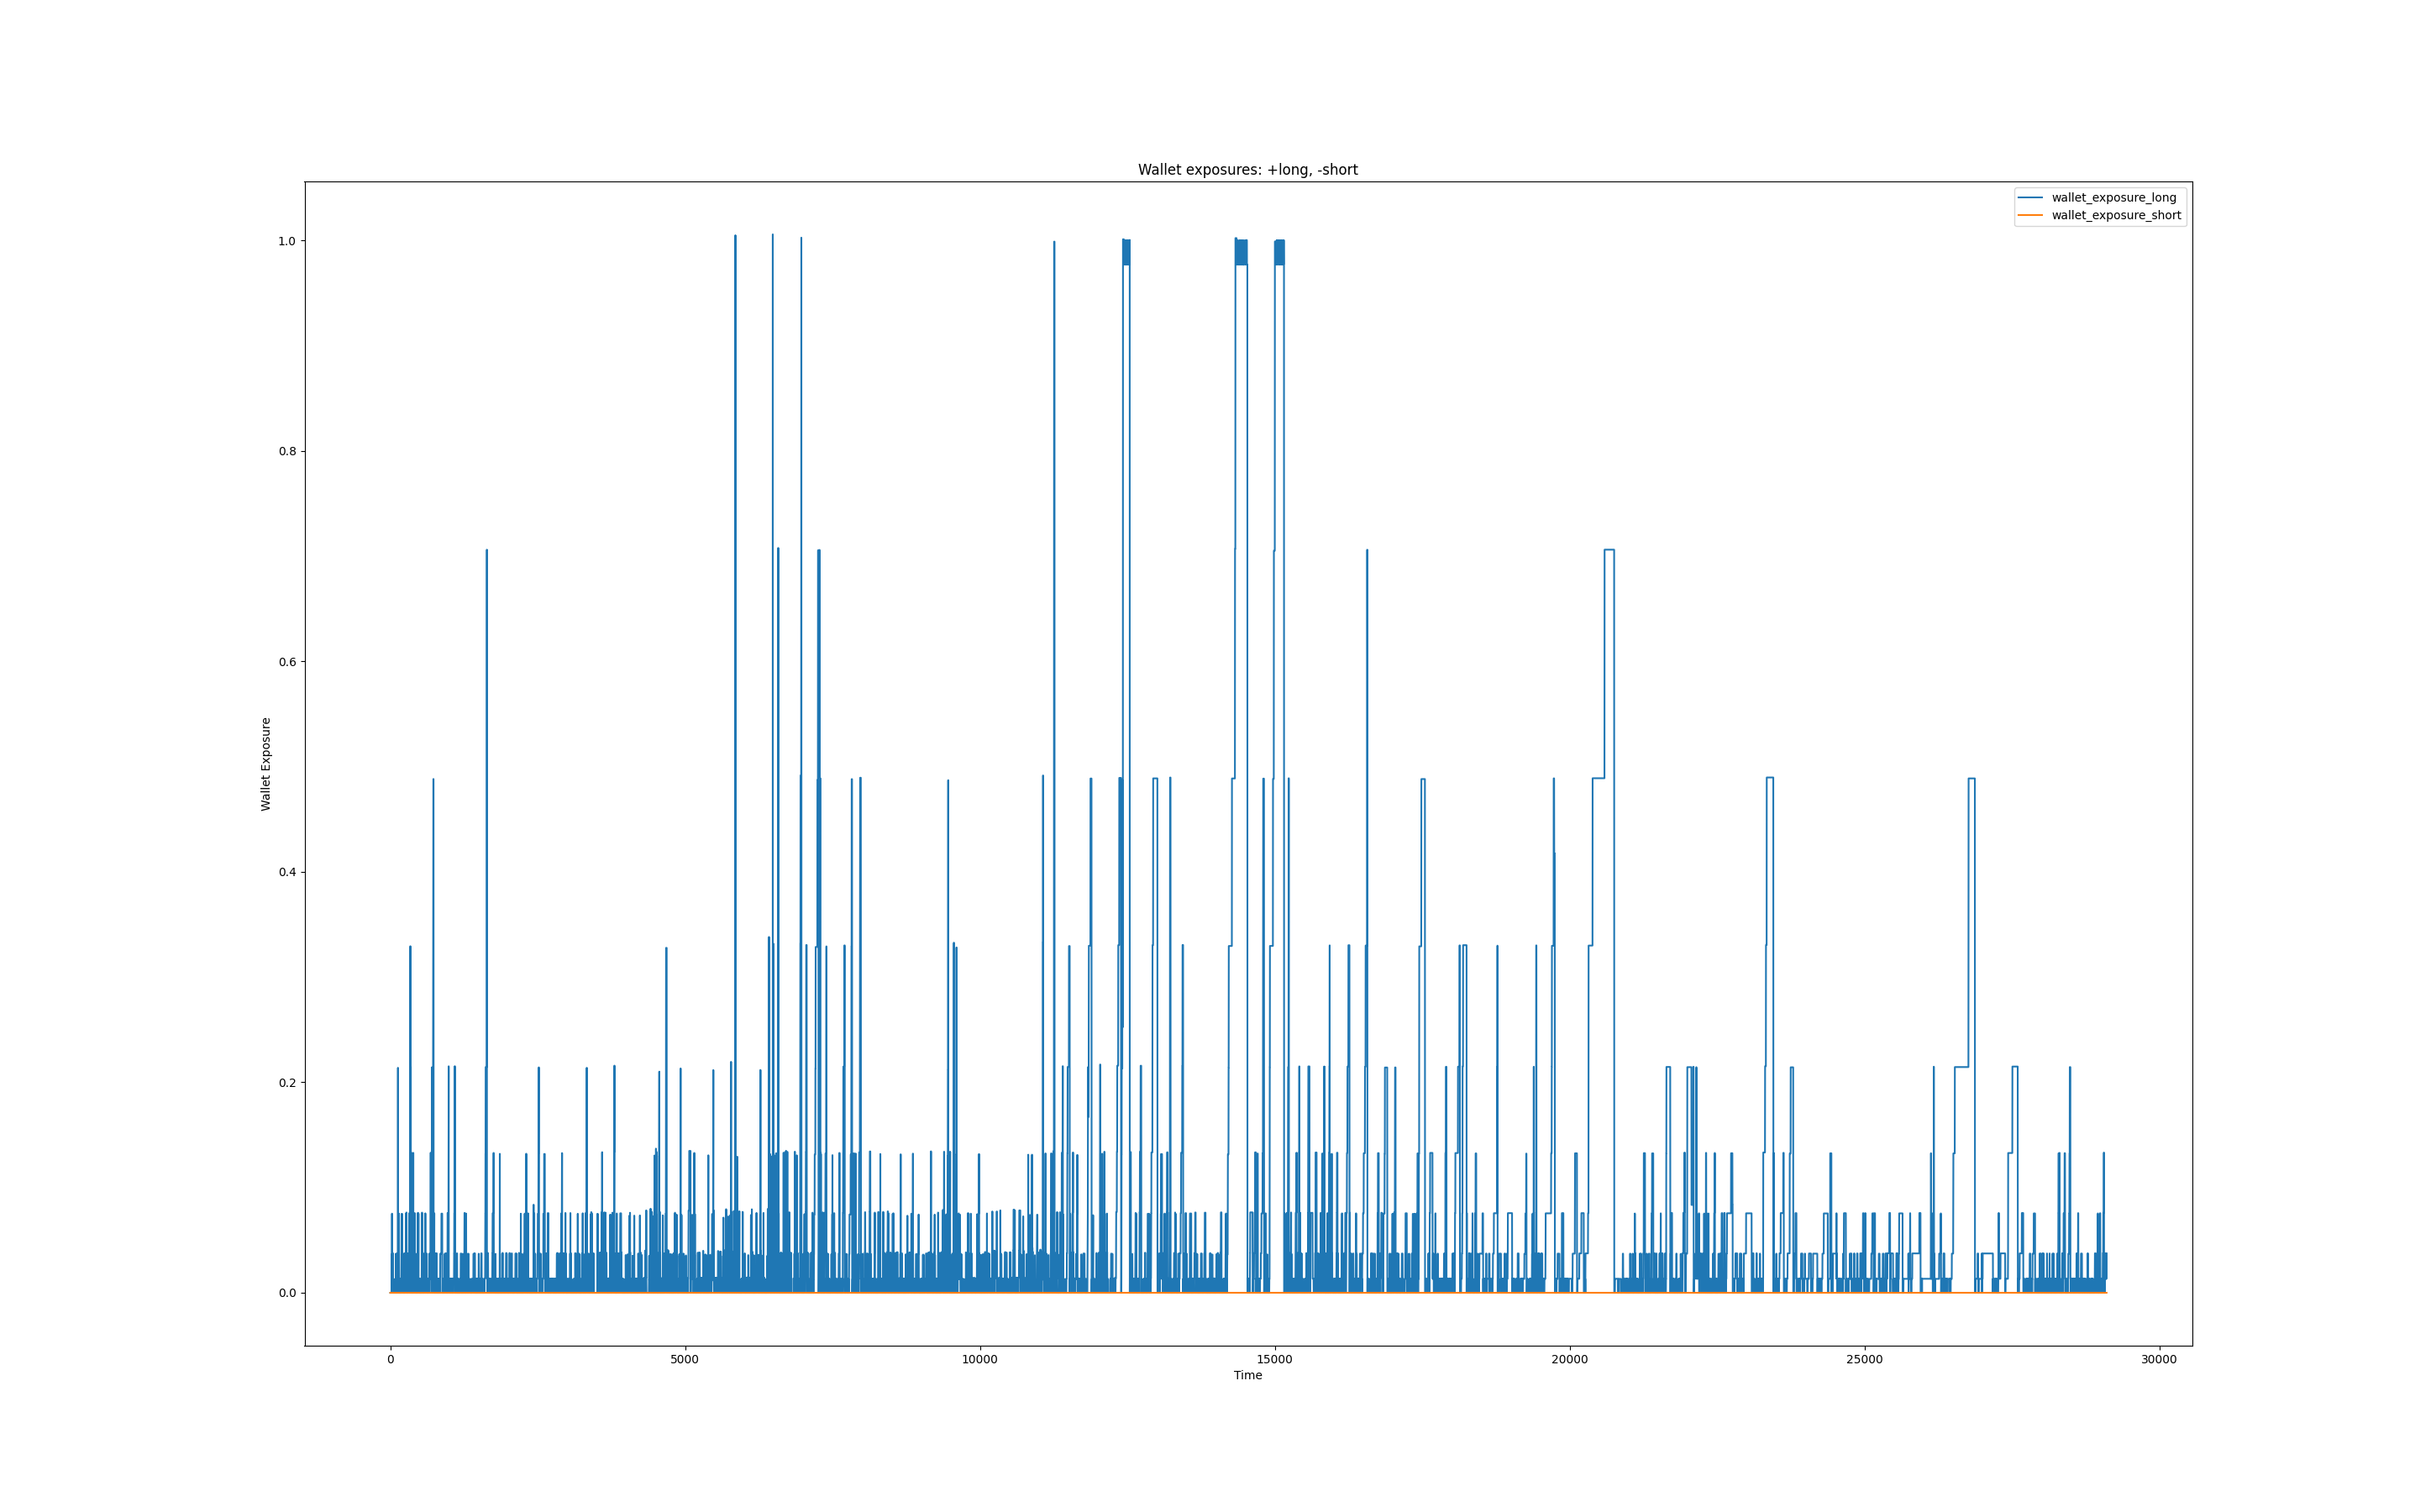 Wallet exposures: +long, -short
wallet_exposure_long
wallet_exposure_short
1.0
0.8
0.6
0.4
0.2
0.0
Wallet Exposure
0 5000 10000 15000 20000 25000 30000
Time